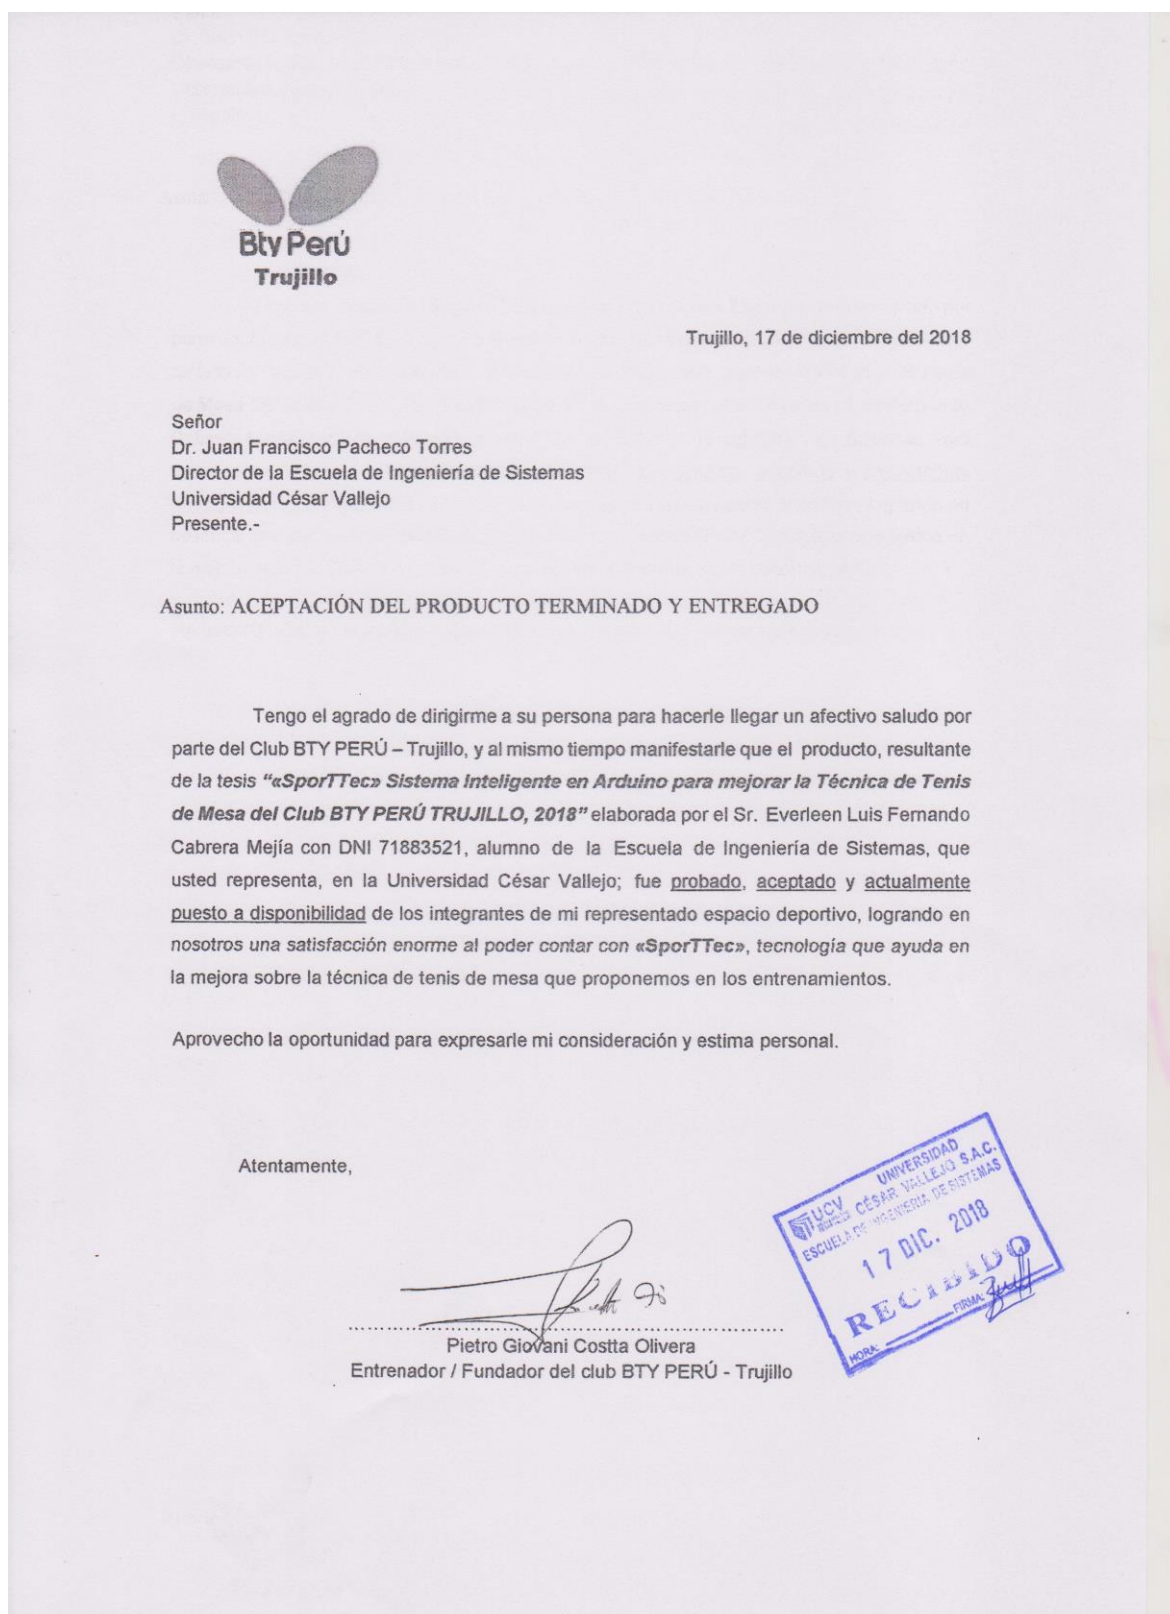 Bty Perú
Trujillo
Trujillo, 17 de diciembre del 2018
Señor
Dr. Juan Francisco Pacheco Torres
Director de la Escuela de Ingeniería de Sistemas
Universidad César Vallejo
Presente.-
Asunto: ACEPTACIÓN DEL PRODUCTO TERMINADO Y ENTREGADO
Tengo el agrado de dirigirme a su persona para hacerle llegar un afectivo saludo por
parte del Club BTY PERÚ – Trujillo, y al mismo tiempo manifestarle que el producto, resultante
de la tesis "«SporTTec» Sistema Inteligente en Arduino para mejorar la Técnica de Tenis
de Mesa del Club BTY PERÚ TRUJILLO, 2018" elaborada por el Sr. Everleen Luis Fernando
Cabrera Mejía con DNI 71883521, alumno de la Escuela de Ingeniería de Sistemas, que
usted representa, en la Universidad César Vallejo; fue probado, aceptado y actualmente
puesto a disponibilidad de los integrantes de mi representado espacio deportivo, logrando en
nosotros una satisfacción enorme al poder contar con «SporTTec», tecnología que ayuda en
la mejora sobre la técnica de tenis de mesa que proponemos en los entrenamientos.
Aprovecho la oportunidad para expresarle mi consideración y estima personal.
Atentamente,
Pietro Giovani Costta Olivera
Entrenador / Fundador del club BTY PERÚ - Trujillo
UCV UNIVERSIDAD
CÉSAR VALLEJO S.A.C.
ESCUELA DE INGENIERIA DE SISTEMAS
17 DIC. 2018
RECIBIDO
HORA: FIRMA: